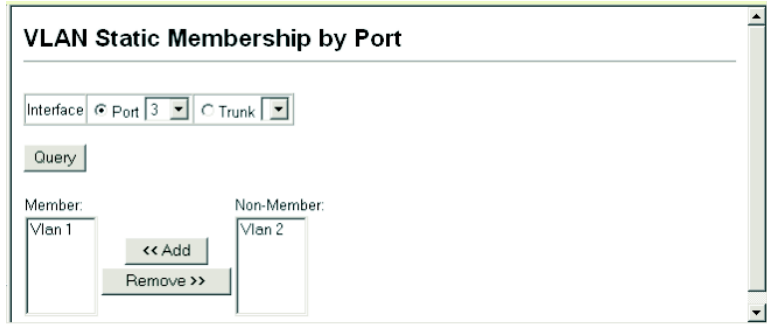 VLAN Static Membership by Port
Interface Port 3 Trunk
Query
Member: Non-Member:
Vlan 1 Vlan 2
<< Add
Remove >>